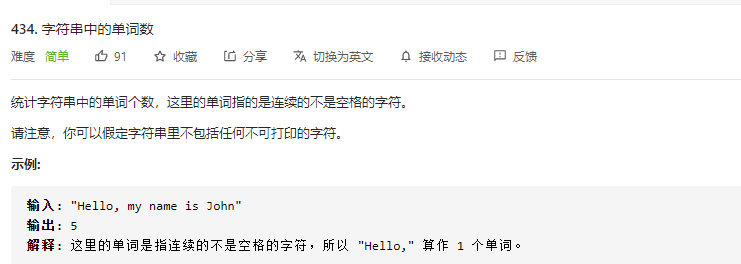 434. 字符串中的单词数
难度 简单 91 收藏 分享 切换为英文 接收动态 反馈
统计字符串中的单词个数，这里的单词指的是连续的不是空格的字符。
请注意，你可以假定字符串里不包括任何不可打印的字符。
示例:
输入: "Hello, my name is John"
输出: 5
解释: 这里的单词是指连续的不是空格的字符，所以 "Hello," 算作 1 个单词。